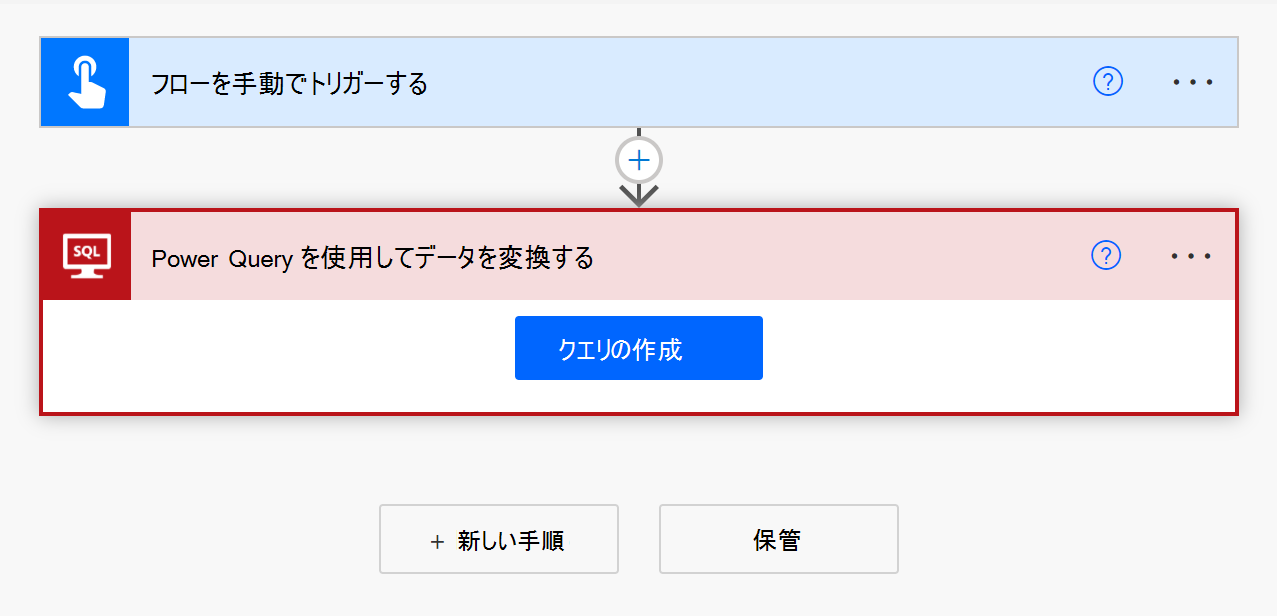 フローを手動でトリガーする
?
SQL
Power Query を使用してデータを変換する
?
クエリの作成
+ 新しい手順
保管